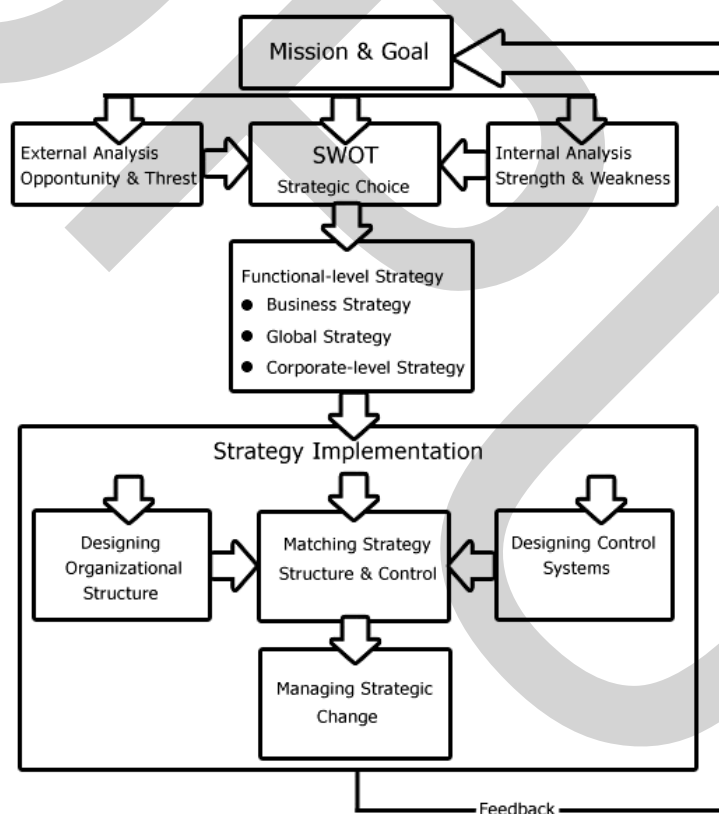 Mission & Goal
External Analysis
Oppontunity & Threst
SWOT
Strategic Choice
Internal Analysis
Strength & Weakness
Functional-level Strategy
● Business Strategy
● Global Strategy
● Corporate-level Strategy
Strategy Implementation
Designing
Organizational
Structure
Matching Strategy
Structure & Control
Designing Control
Systems
Managing Strategic
Change
Feedback